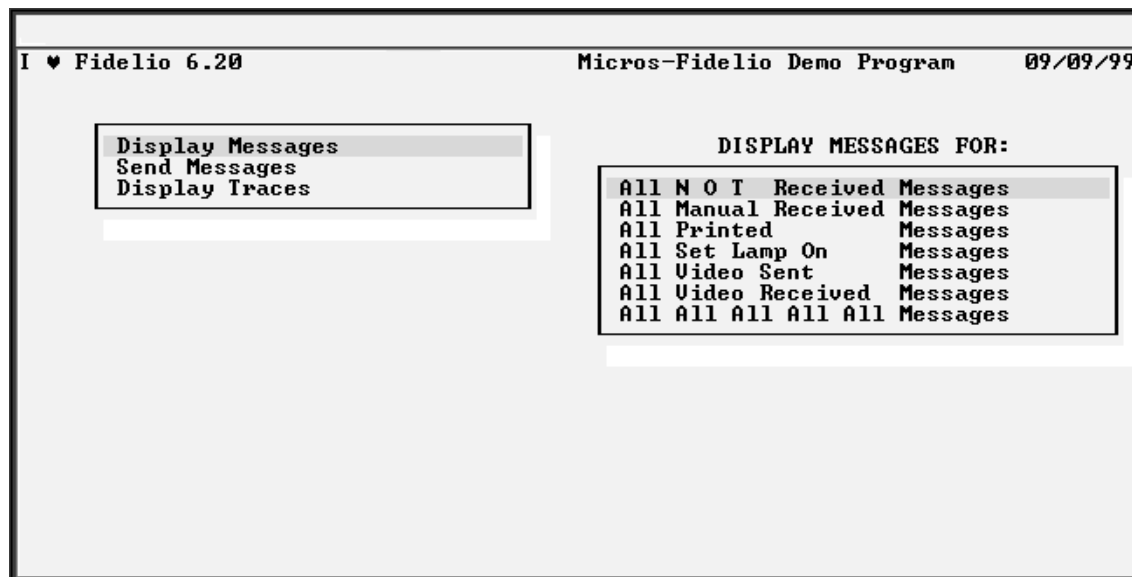 I ♥ Fidelio 6.20 Micros-Fidelio Demo Program 09/09/99
Display Messages
Send Messages
Display Traces
DISPLAY MESSAGES FOR:
All N O T Received Messages
All Manual Received Messages
All Printed Messages
All Set Lamp On Messages
All Video Sent Messages
All Video Received Messages
All All All All All Messages